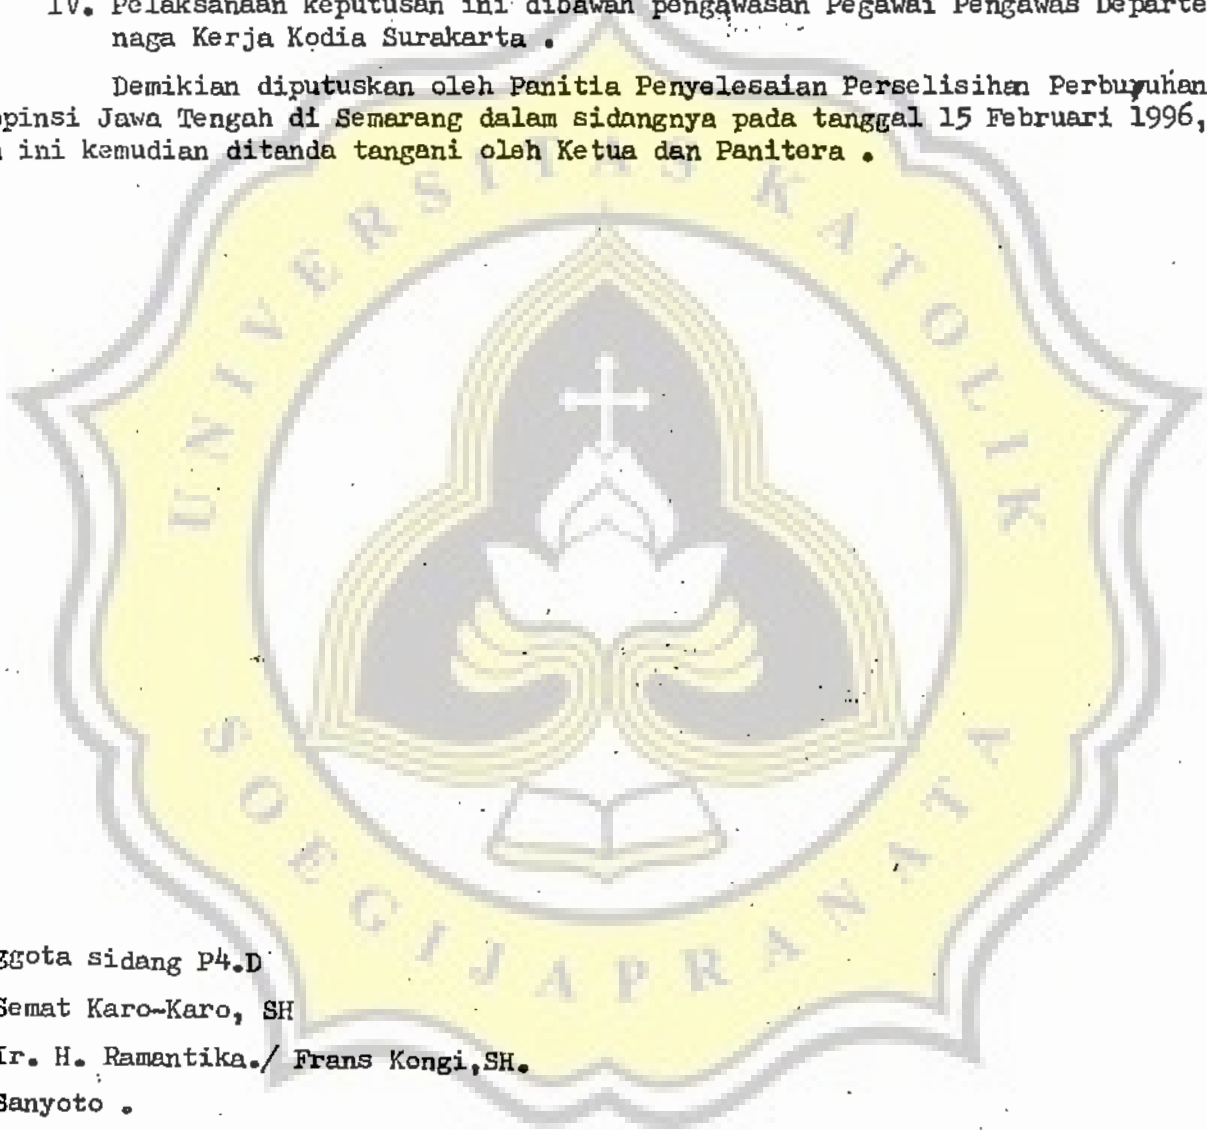 IV. Pelaksanaan keputusan ini dibawah pengawasan Pegawai Pengawas Departe
naga Kerja Kodia Surakarta .
Demikian diputuskan oleh Panitia Penyelesaian Perselisihan Perburuhan
opinsi Jawa Tengah di Semarang dalam sidangnya pada tanggal 15 Februari 1996,
ini kemudian ditanda tangani oleh Ketua dan Panitera .
UNIVERSITAS KATOLIK
SOEGIJAPRANATA
ggota sidang P4.D
Semat Karo-Karo, SH
Ir. H. Ramantika./ Frans Kongi,SH.
Sanyoto .